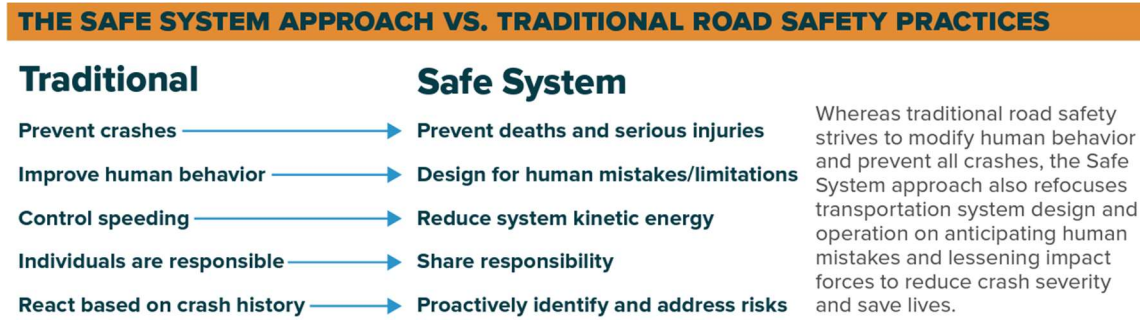 THE SAFE SYSTEM APPROACH VS. TRADITIONAL ROAD SAFETY PRACTICES
Traditional
Safe System
Prevent crashes
Prevent deaths and serious injuries
Improve human behavior
Design for human mistakes/limitations
Control speeding
Reduce system kinetic energy
Individuals are responsible
Share responsibility
React based on crash history
Proactively identify and address risks
Whereas traditional road safety
strives to modify human behavior
and prevent all crashes, the Safe
System approach also refocuses
transportation system design and
operation on anticipating human
mistakes and lessening impact
forces to reduce crash severity
and save lives.